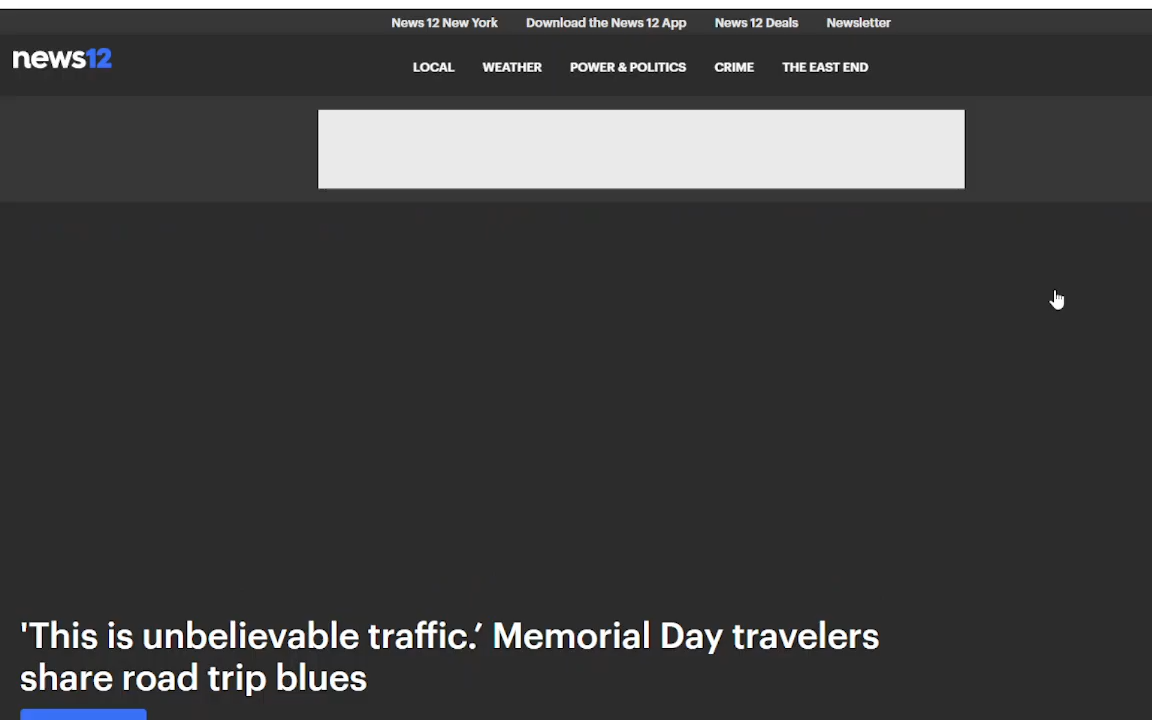 News 12 New York Download the News 12 App News 12 Deals Newsletter
news12
LOCAL WEATHER POWER & POLITICS CRIME THE EAST END
'This is unbelievable traffic.’ Memorial Day travelers
share road trip blues